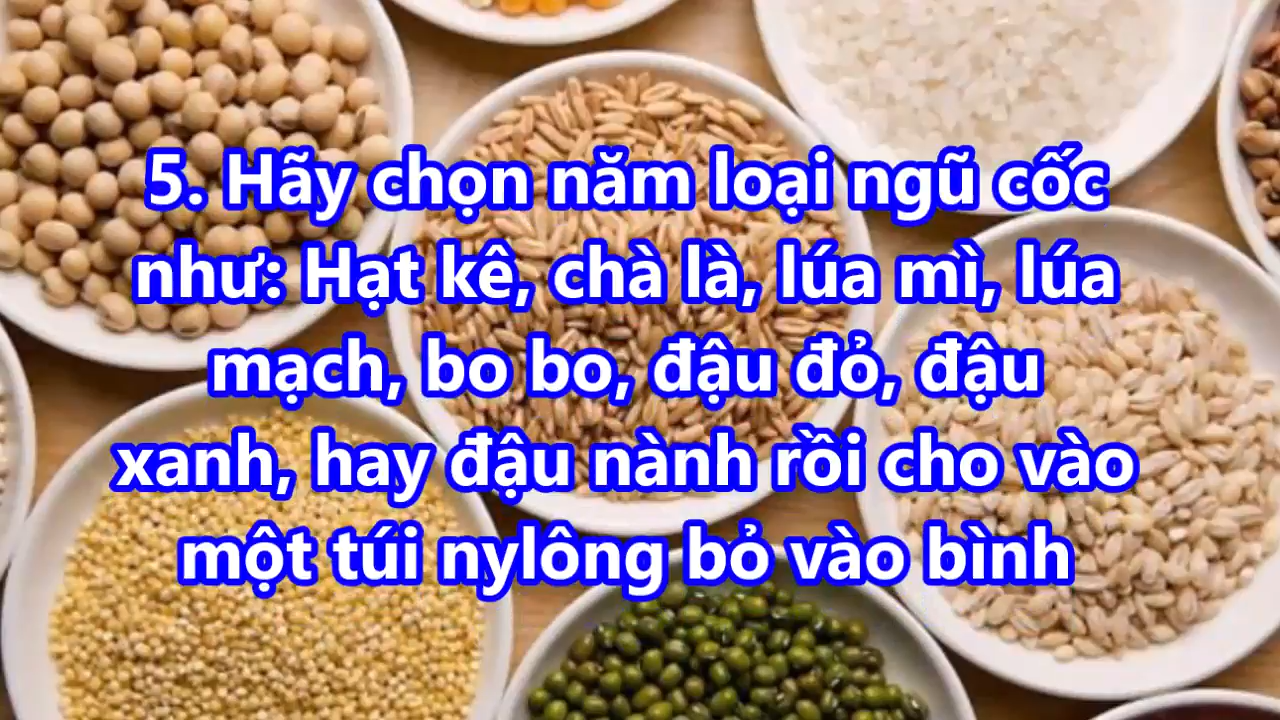 5. Hãy chọn năm loại ngũ cốc
như: Hạt kê, chà là, lúa mì, lúa
mạch, bo bo, đậu đỏ, đậu
xanh, hay đậu nành rồi cho vào
một túi nylông bỏ vào bình